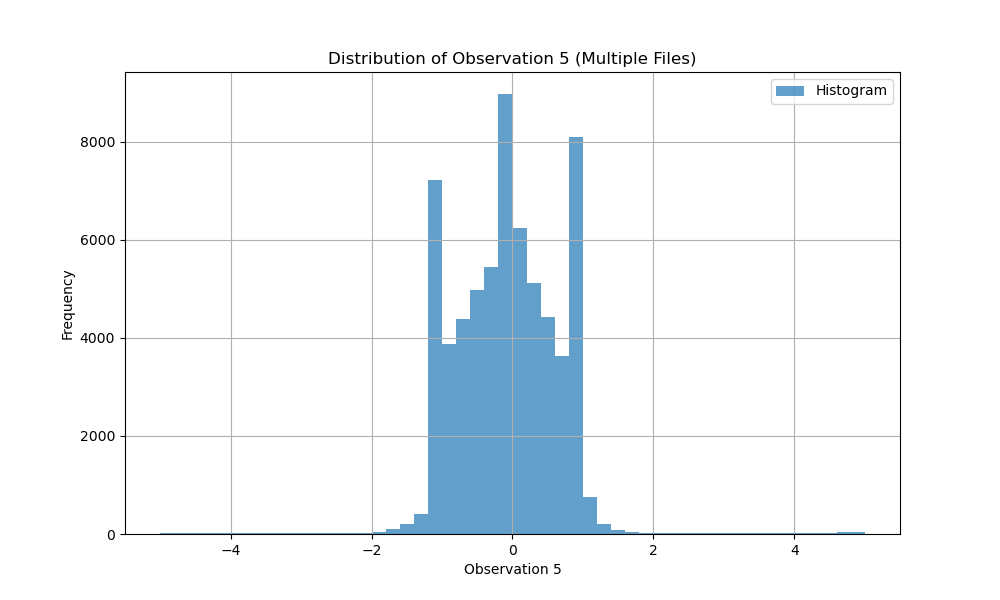 Distribution of Observation 5 (Multiple Files)
Histogram
8000
6000
4000
2000
0
Frequency
−4
−2
0
2
4
Observation 5